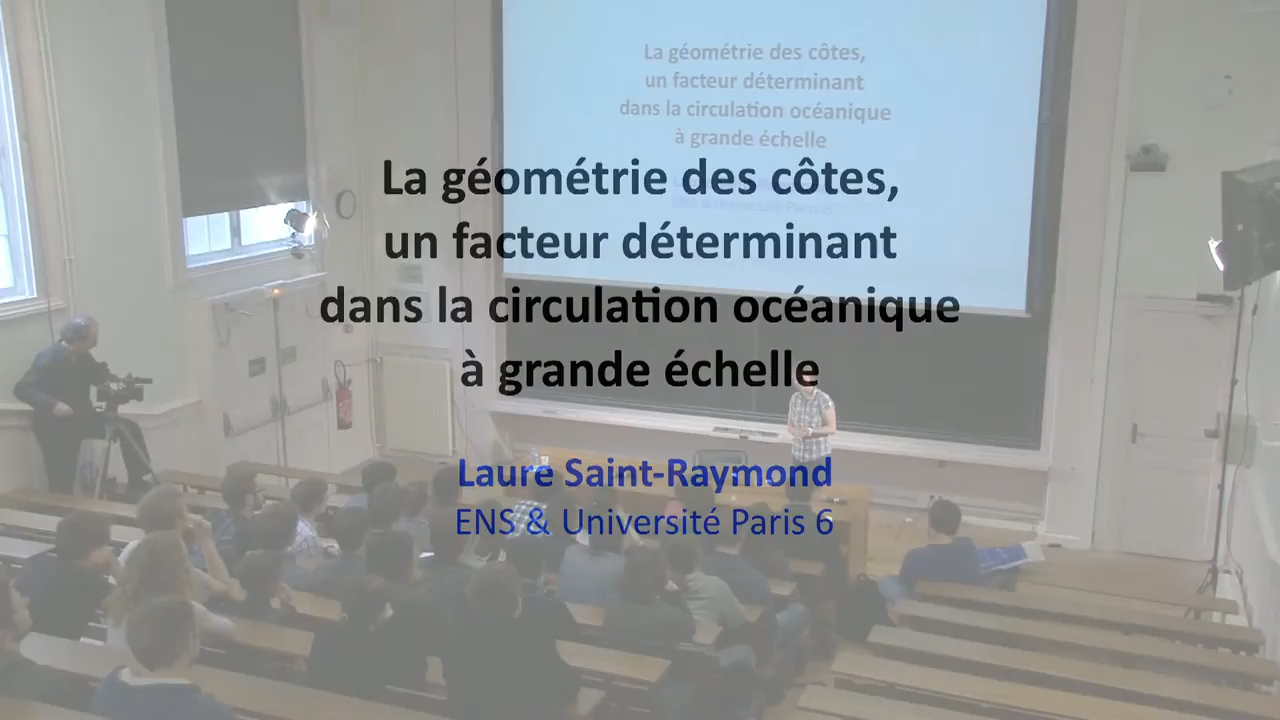 La géométrie des côtes,
un facteur déterminant
dans la circulation océanique
à grande échelle
La géométrie des côtes,
un facteur déterminant
dans la circulation océanique
à grande échelle
Laure Saint-Raymond
ENS & Université Paris 6